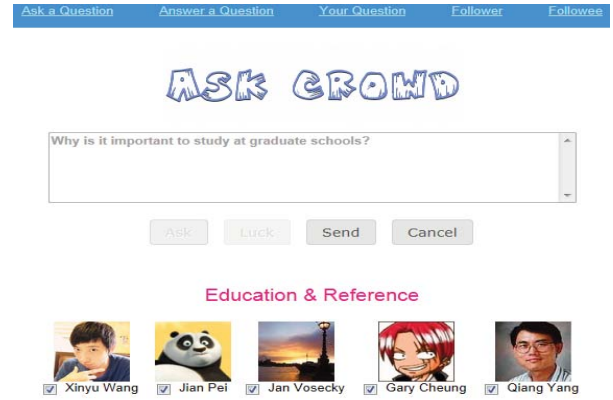 Ask a Question Answer a Question Your Question Follower Followee
ASK CROWD
Why is it important to study at graduate schools?
Ask Luck Send Cancel
Education & Reference
Xinyu Wang Jian Pei Jan Vosecky Gary Cheung Qiang Yang